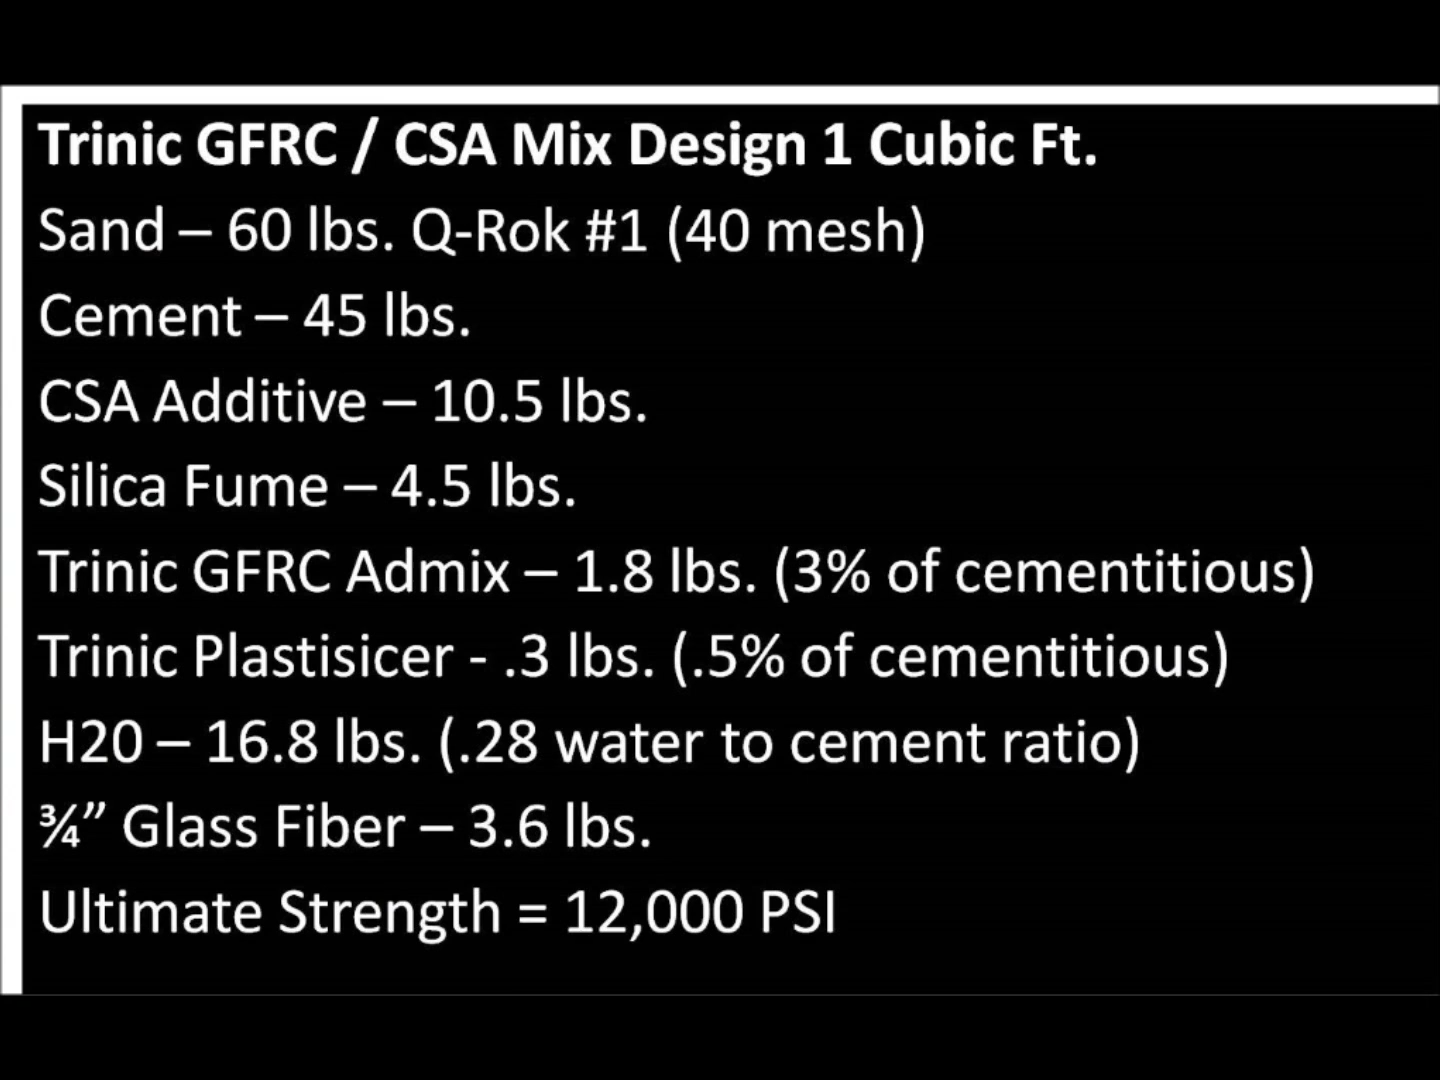 Trinic GFRC / CSA Mix Design 1 Cubic Ft.
Sand – 60 lbs. Q-Rok #1 (40 mesh)
Cement – 45 lbs.
CSA Additive – 10.5 lbs.
Silica Fume – 4.5 lbs.
Trinic GFRC Admix – 1.8 lbs. (3% of cementitious)
Trinic Plastisicer - .3 lbs. (.5% of cementitious)
H20 – 16.8 lbs. (.28 water to cement ratio)
¾” Glass Fiber – 3.6 lbs.
Ultimate Strength = 12,000 PSI